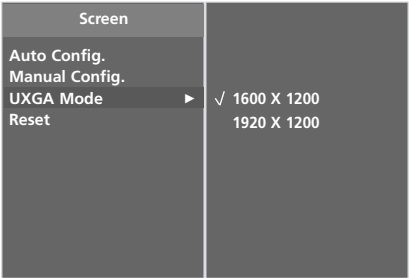 Screen
Auto Config.
Manual Config.
UXGA Mode ►
Reset
√ 1600 X 1200
1920 X 1200